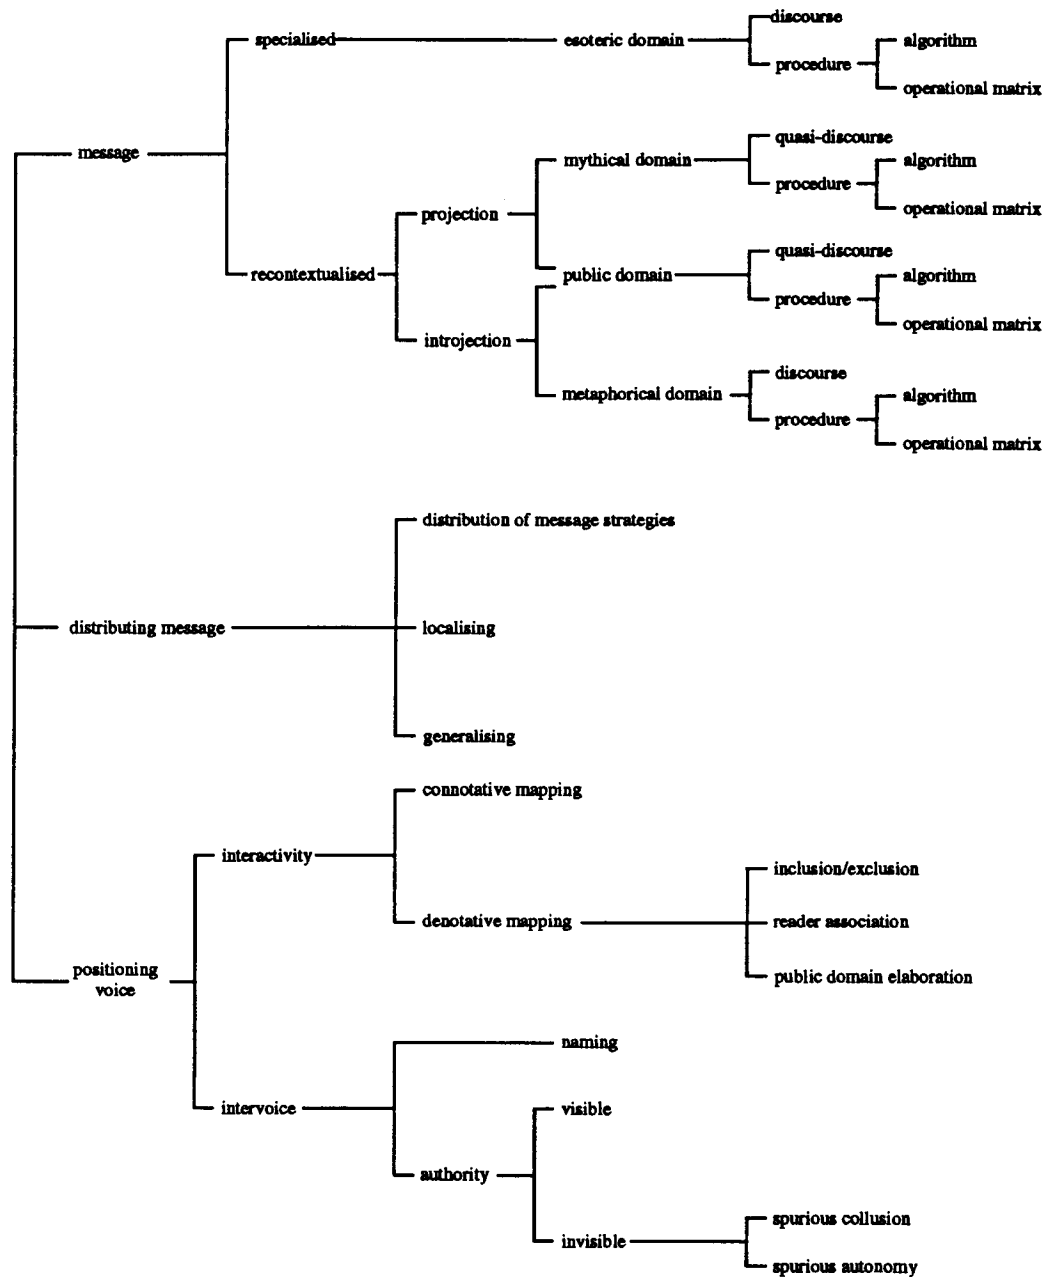 discourse
specialised
esoteric domain
algorithm
procedure
operational matrix
quasi-discourse
message
mythical domain
algorithm
procedure
operational matrix
projection
quasi-discourse
recontextualised
public domain
algorithm
procedure
operational matrix
introjection
discourse
metaphorical domain
algorithm
procedure
operational matrix
distribution of message strategies
distributing message
localising
generalising
connotative mapping
interactivity
inclusion/exclusion
denotative mapping
reader association
positioning
voice
public domain elaboration
naming
intervoice
visible
authority
spurious collusion
invisible
spurious autonomy